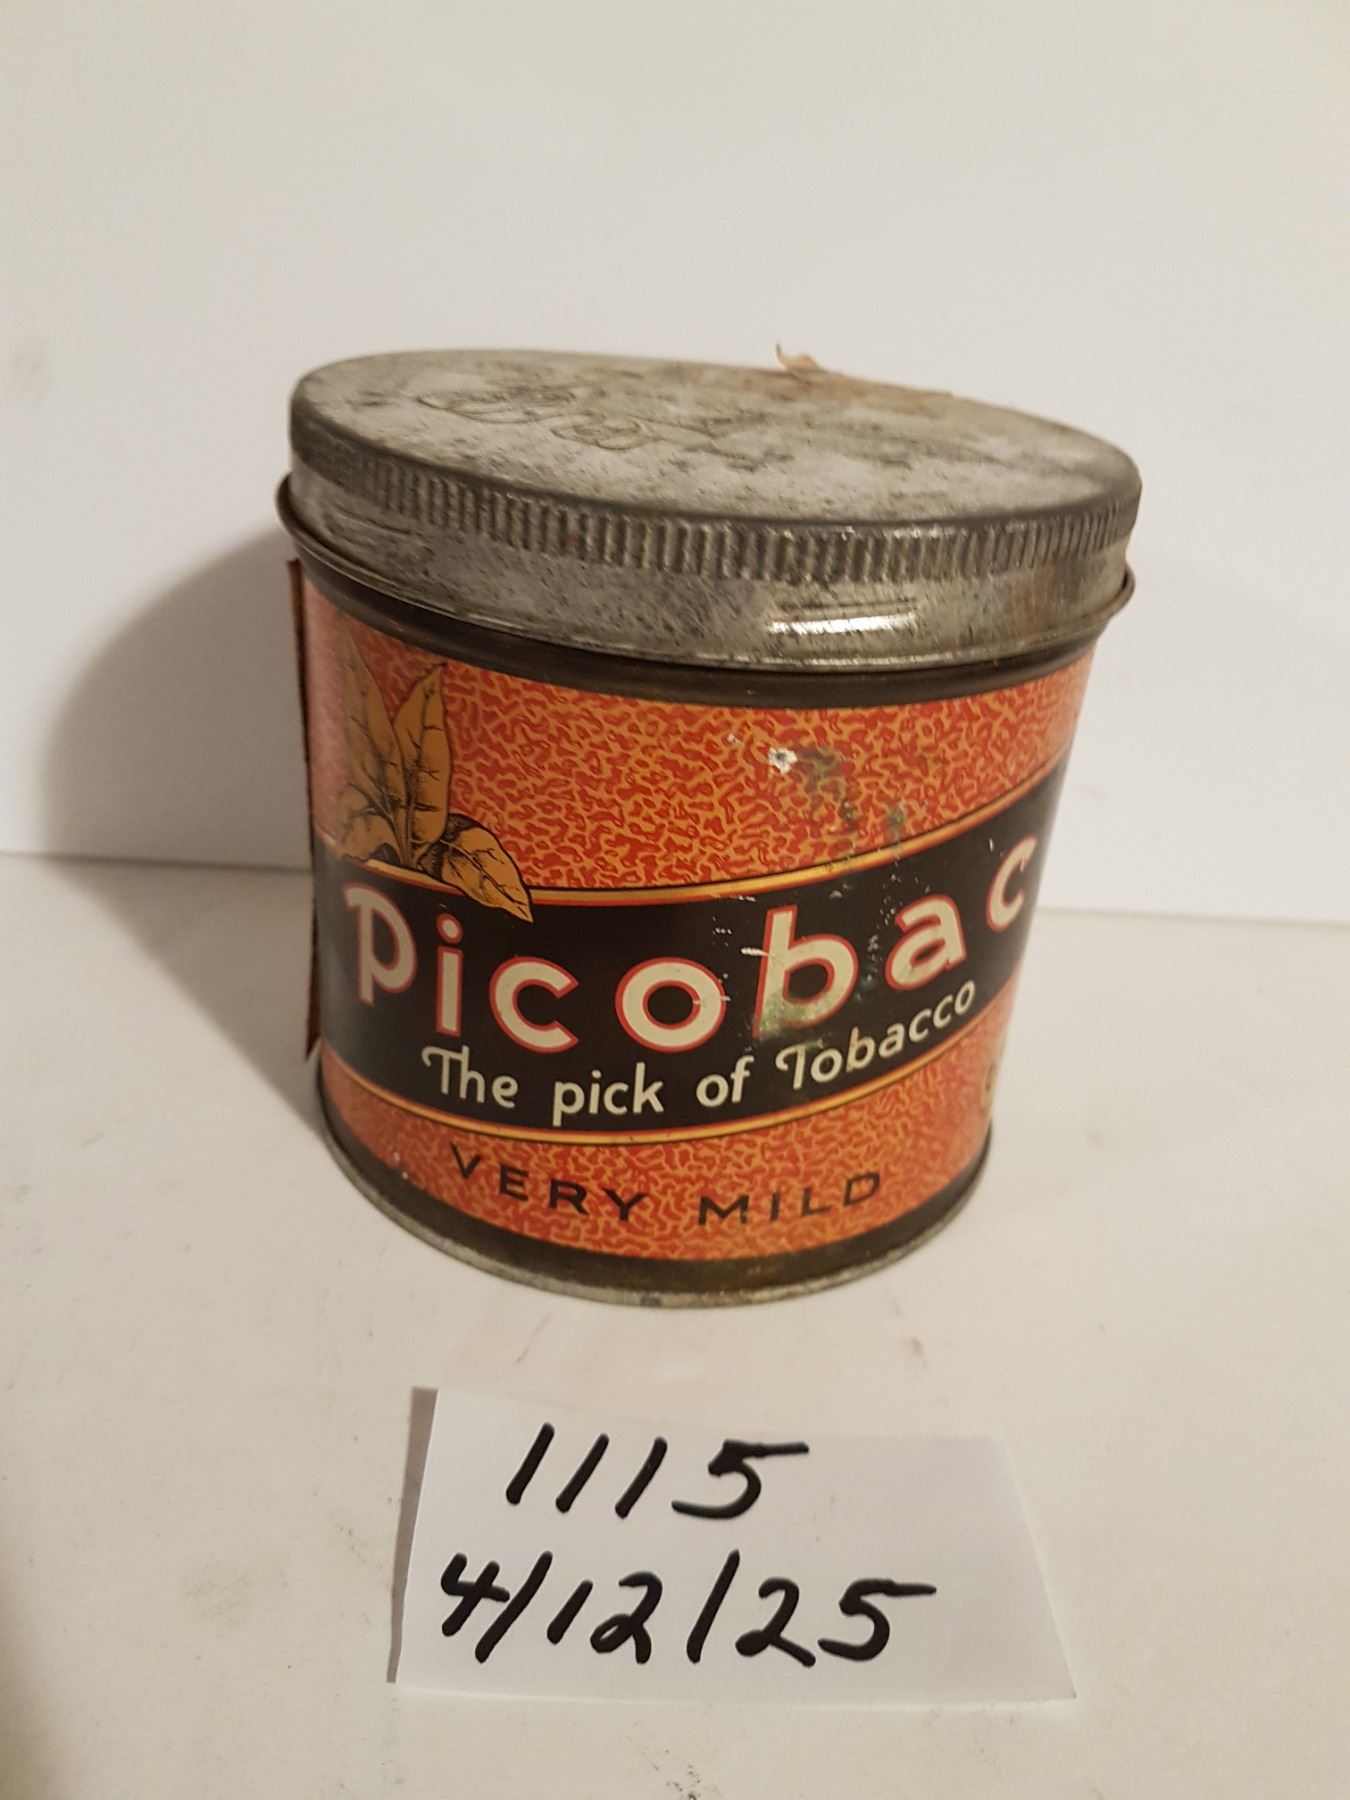 Picobac
The pick of Tobacco
VERY MILD
1115
4/12/25